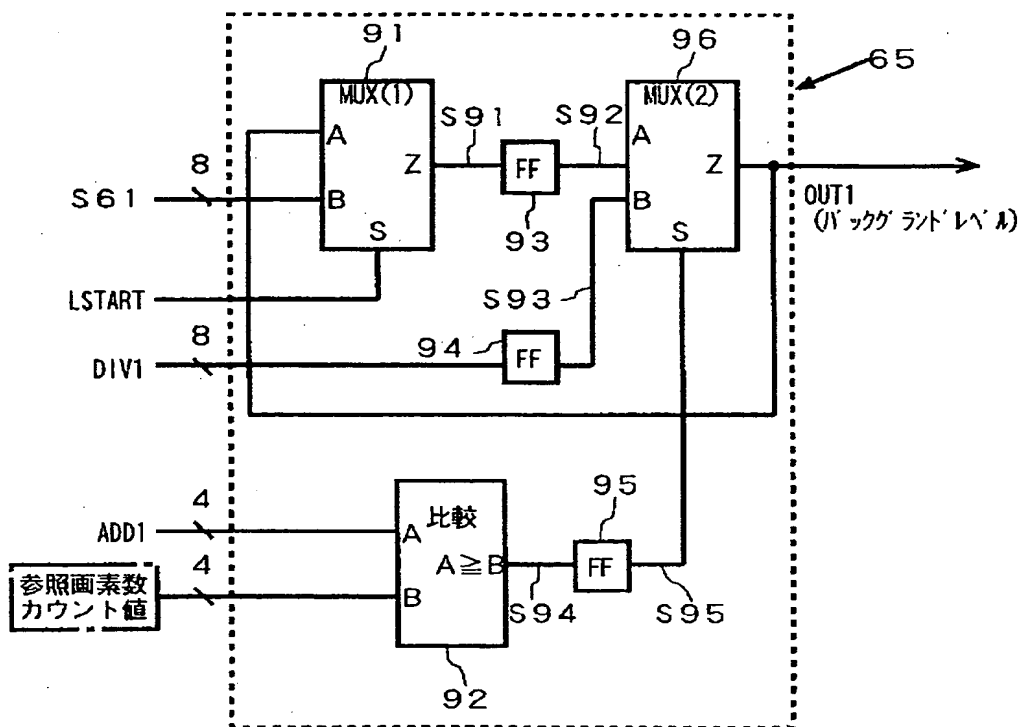 91
96
65
MUX(1)
MUX(2)
A
B
S
Z
S91
FF
93
S92
A
B
S
Z
8
S61
LSTART
8
DIV1
94
FF
S93
OUT1
(バックグランドレベル)
4
ADD1
4
参照画素数
カウント値
比較
A
B
A≧B
92
S94
95
FF
S95